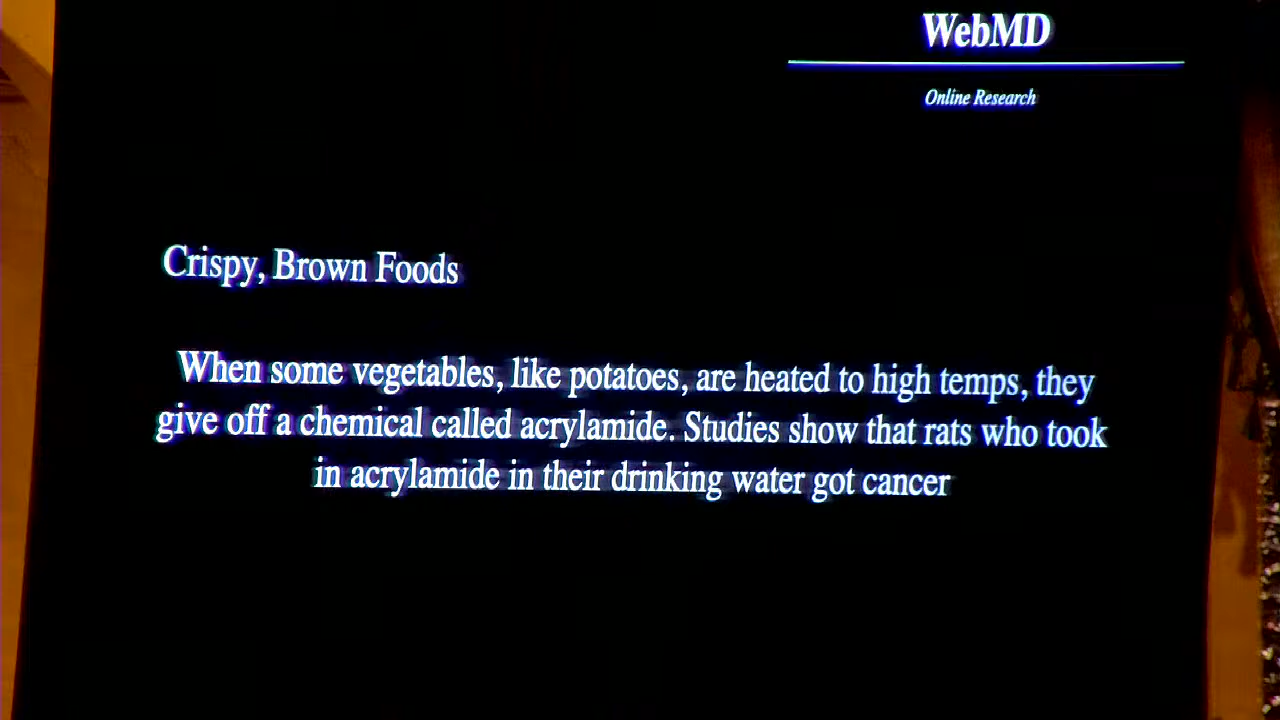 WebMD
Online Research
Crispy, Brown Foods
When some vegetables, like potatoes, are heated to high temps, they
give off a chemical called acrylamide. Studies show that rats who took
in acrylamide in their drinking water got cancer